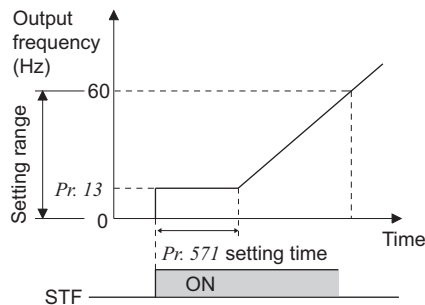 Output
frequency
(Hz)
Setting range
60
Pr. 13
0
Time
Pr. 571 setting time
ON
STF